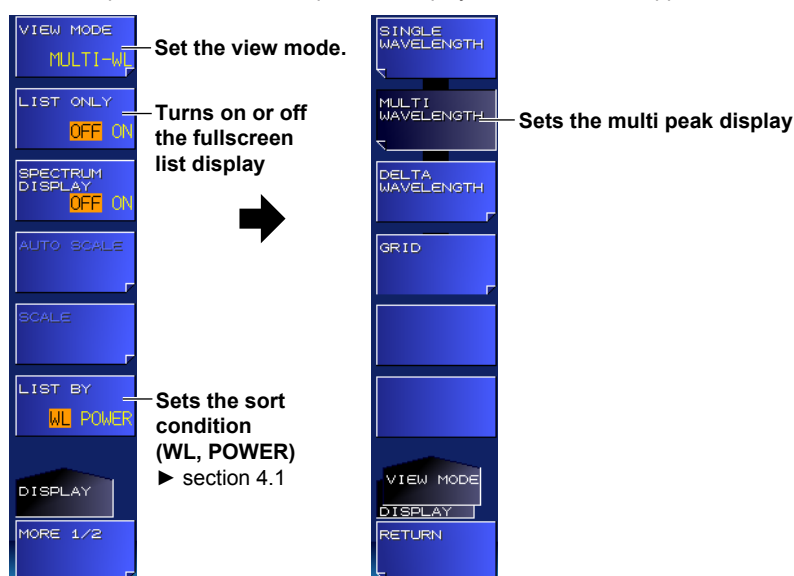 VIEW MODE
MULTI-WL
Set the view mode.
LIST ONLY
OFF ON
Turns on or off
the fullscreen
list display
SPECTRUM
DISPLAY
OFF ON
AUTO SCALE
SCALE
LIST BY
WL POWER
Sets the sort
condition
(WL, POWER)
► section 4.1
DISPLAY
MORE 1/2
SINGLE
WAVELENGTH
MULTI
WAVELENGTH
Sets the multi peak display
DELTA
WAVELENGTH
GRID
VIEW MODE
DISPLAY
RETURN